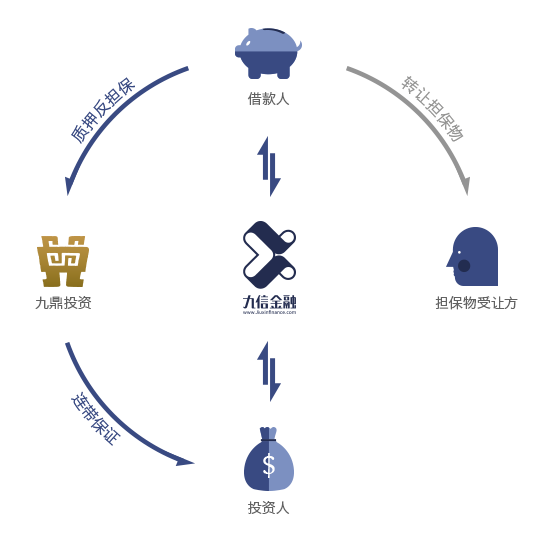 借款人
质押反担保
转让担保物
九鼎投资
九信金融
www.Jiuxinfinance.com
担保物受让方
连带保证
$
投资人